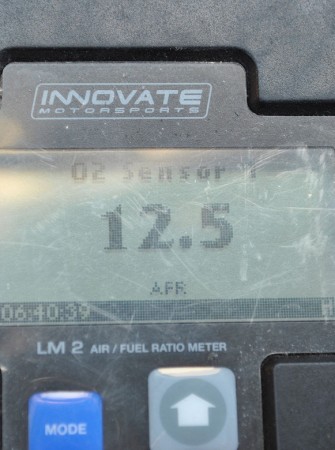 INNOVATE
MOTORSPORTS
O2 Sensor 1
12.5
AFR
06:40:39
LM 2 AIR / FUEL RATIO METER
MODE